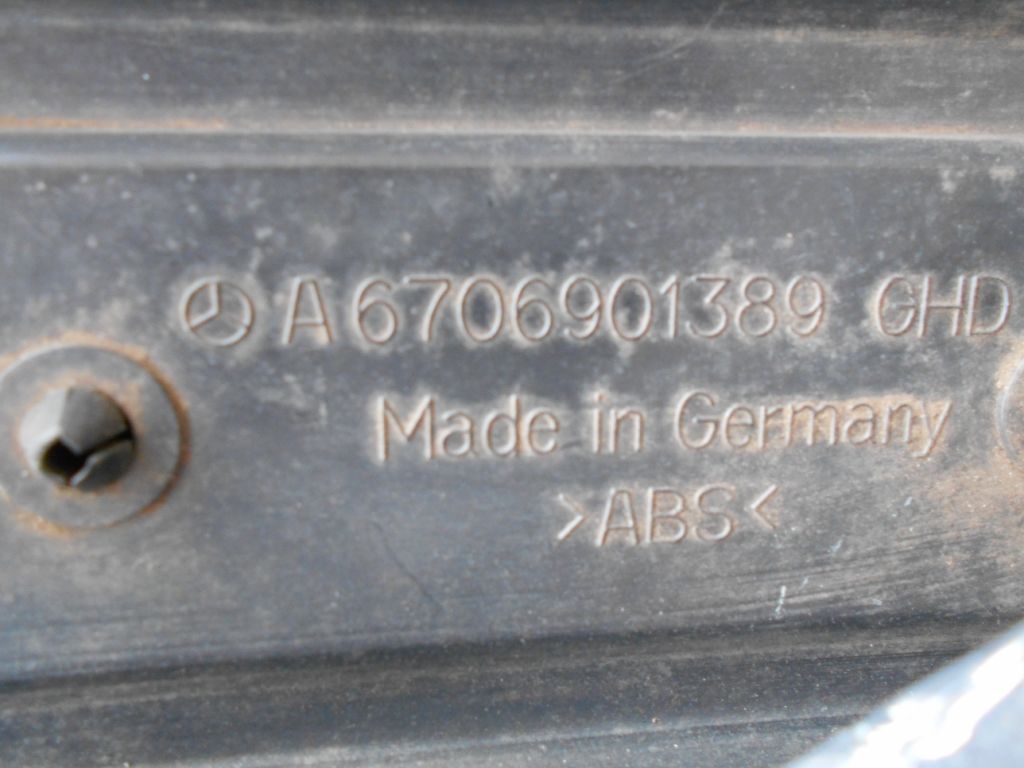 A 6706901389 GHD
Made in Germany
>ABS<